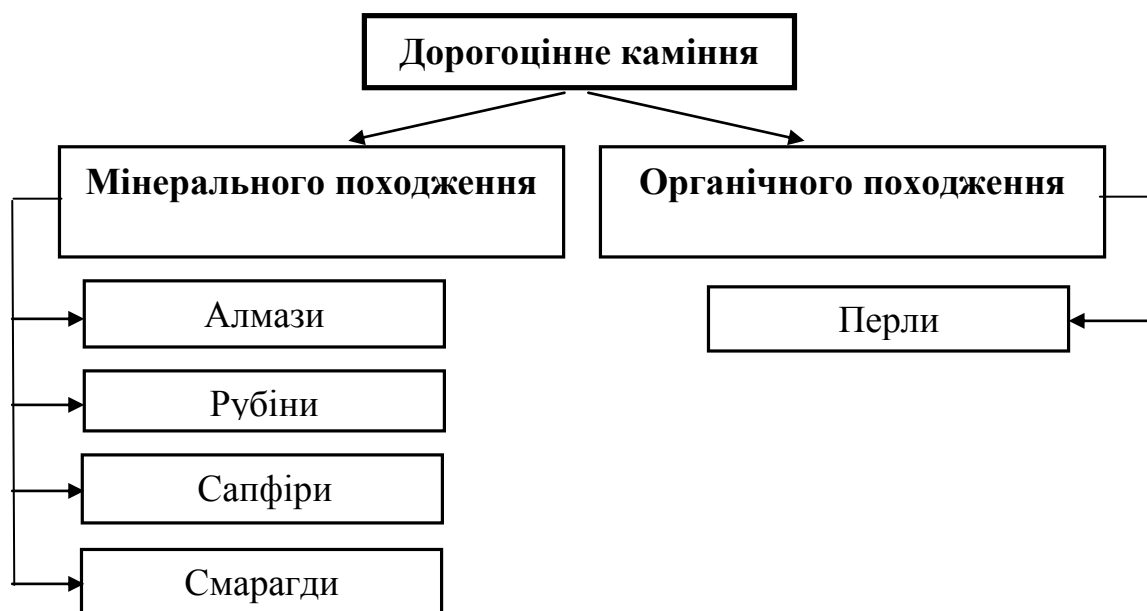 Дорогоцінне каміння
Мінерального походження
Органічного походження
Алмази
Перли
Рубіни
Сапфіри
Смарагди